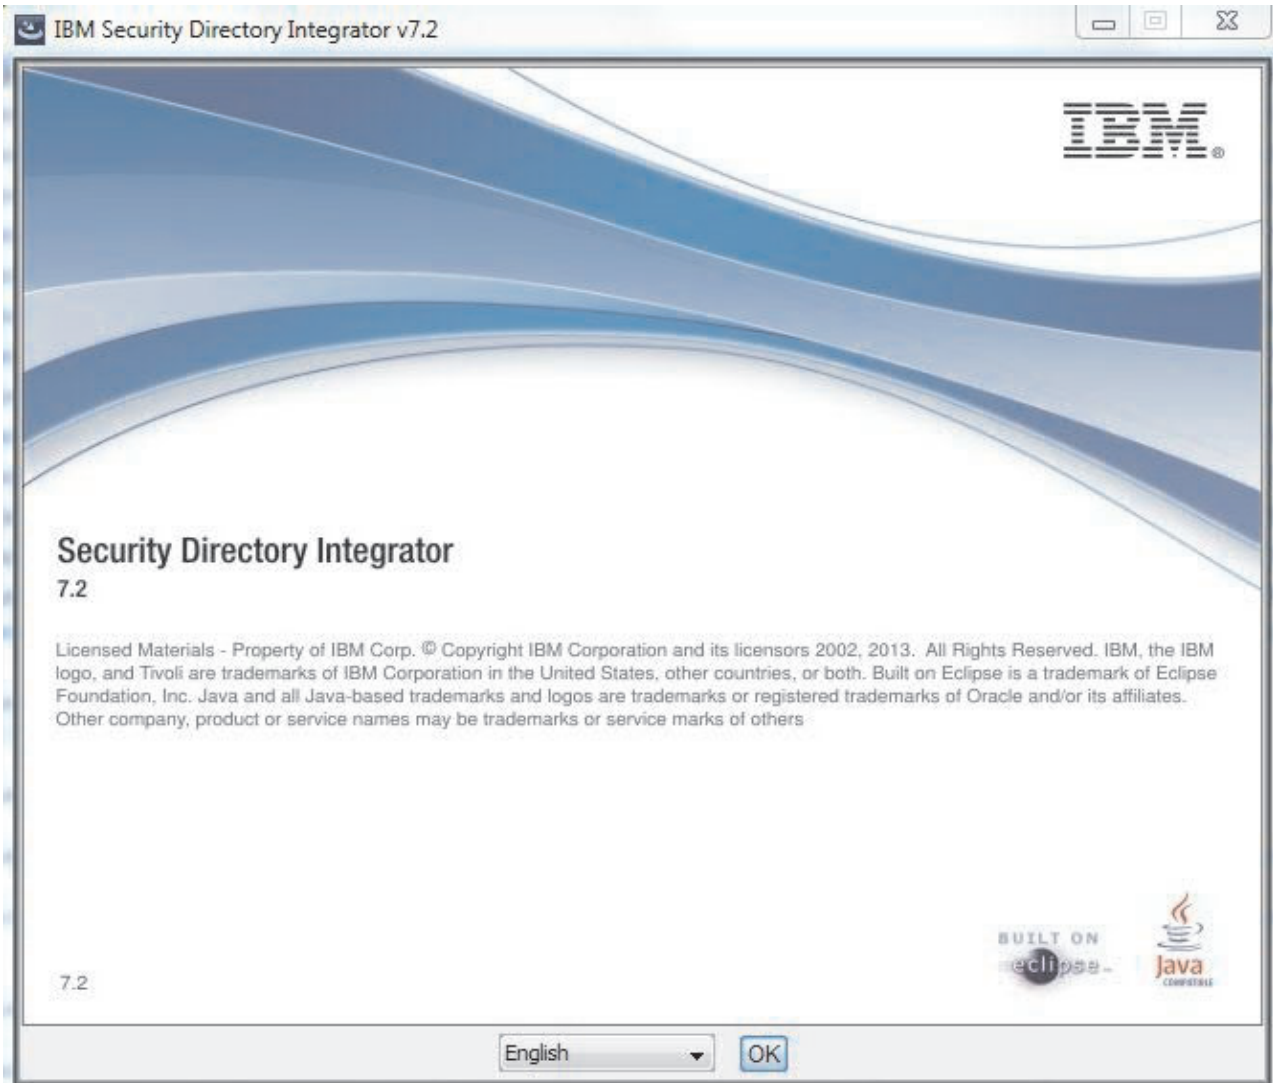 IBM Security Directory Integrator v7.2
IBM®
Security Directory Integrator
7.2
Licensed Materials - Property of IBM Corp. © Copyright IBM Corporation and its licensors 2002, 2013. All Rights Reserved. IBM, the IBM
logo, and Tivoli are trademarks of IBM Corporation in the United States, other countries, or both. Built on Eclipse is a trademark of Eclipse
Foundation, Inc. Java and all Java-based trademarks and logos are trademarks or registered trademarks of Oracle and/or its affiliates.
Other company, product or service names may be trademarks or service marks of others
BUILT ON
eclipse™
Java
COMPATIBLE
7.2
English
OK